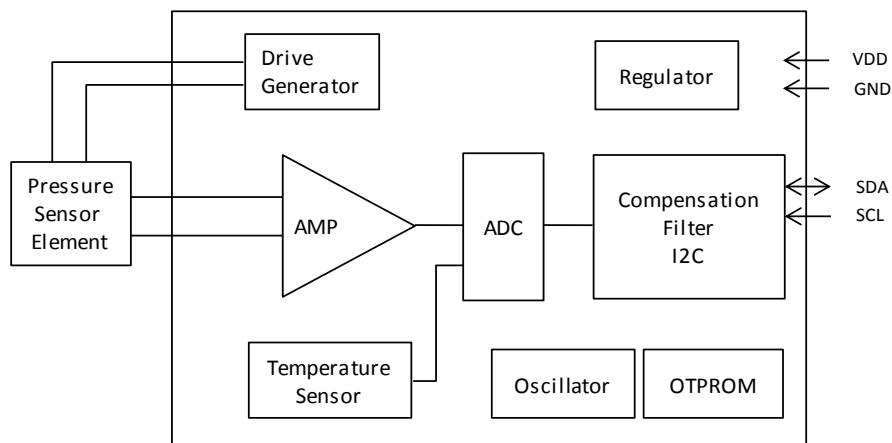 Drive
Generator
Regulator
VDD
GND
Pressure
Sensor
Element
AMP
ADC
Compensation
Filter
I2C
SDA
SCL
Temperature
Sensor
Oscillator
OTPROM